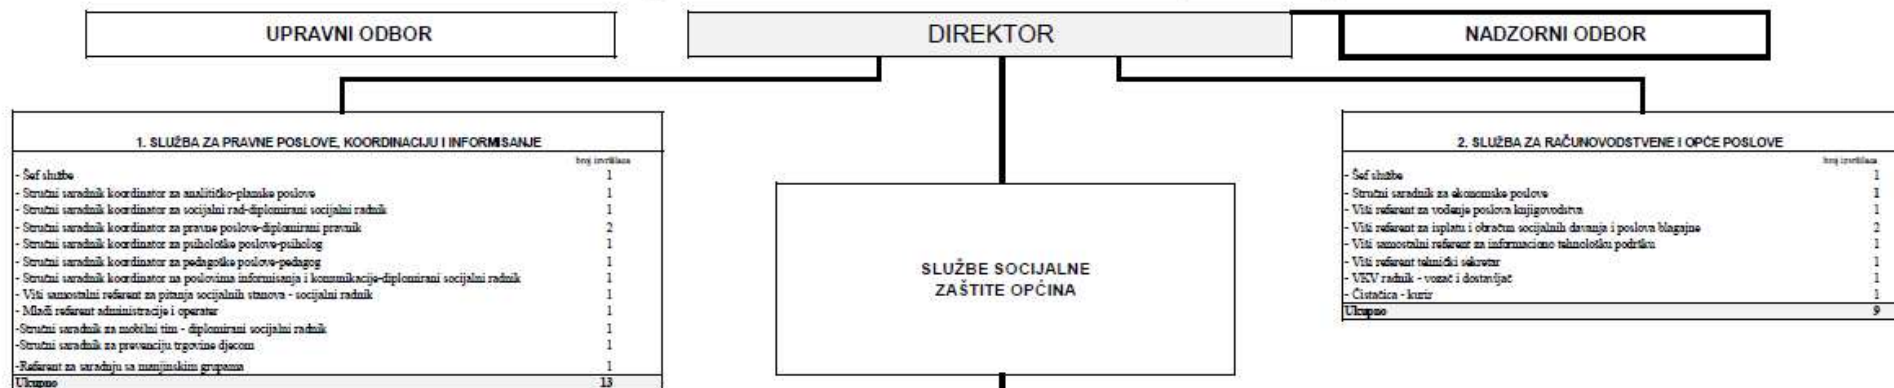 UPRAVNI ODBOR
DIREKTOR
NADZORNI ODBOR
1. SLUŽBA ZA PRAVNE POSLOVE, KOORDINACIJU I INFORMISANJE
broj izvršilaca
- Šef službe 1
- Stručni saradnik koordinator za analitičko-planske poslove 1
- Stručni saradnik koordinator za socijalni rad-diplomirani socijalni radnik 1
- Stručni saradnik koordinator za pravne poslove-diplomirani pravnik 2
- Stručni saradnik koordinator za psihološke poslove-psiholog 1
- Stručni saradnik koordinator za pedagoške poslove-pedagog 1
- Stručni saradnik koordinator na poslovima informisanja i komunikacije-diplomirani socijalni radnik 1
- Viši samostalni referent za pitanja socijalnih stanova - socijalni radnik 1
- Mlađi referent administracije i operater 1
-Stručni saradnik za mobilni tim - diplomirani socijalni radnik 1
-Stručni saradnik za prevenciju trgovine djecom 1
-Referent za saradnju sa manjinskim grupama 1
Ukupno 13
SLUŽBE SOCIJALNE
ZAŠTITE OPĆINA
2. SLUŽBA ZA RAČUNOVODSTVENE I OPĆE POSLOVE
broj izvršilaca
- Šef službe 1
- Stručni saradnik za ekonomske poslove 1
- Viši referent za vođenje poslova knjigovodstva 1
- Viši referent za isplatu i obračun socijalnih davanja i poslova blagajne 2
- Viši samostalni referent za informaciono tehnološku podršku 1
- Viši referent tehnički sekretar 1
- VKV radnik - vozač i dostavljač 1
- Čistačica - kurir 1
Ukupno 9